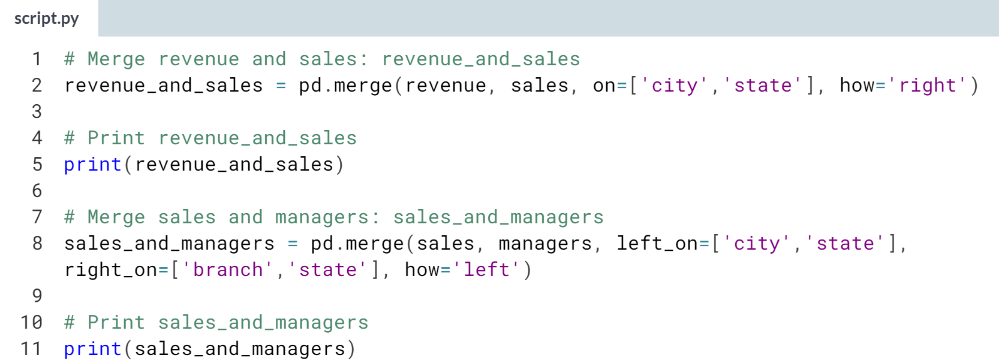 script.py
1 # Merge revenue and sales: revenue_and_sales
2 revenue_and_sales = pd.merge(revenue, sales, on=['city','state'], how='right')
3
4 # Print revenue_and_sales
5 print(revenue_and_sales)
6
7 # Merge sales and managers: sales_and_managers
8 sales_and_managers = pd.merge(sales, managers, left_on=['city','state'],
right_on=['branch','state'], how='left')
9
10 # Print sales_and_managers
11 print(sales_and_managers)